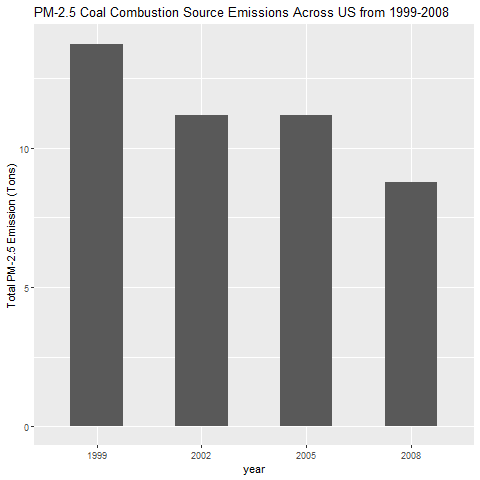 PM-2.5 Coal Combustion Source Emissions Across US from 1999-2008
Total PM-2.5 Emission (Tons)
10
5
0
1999 2002 2005 2008
year